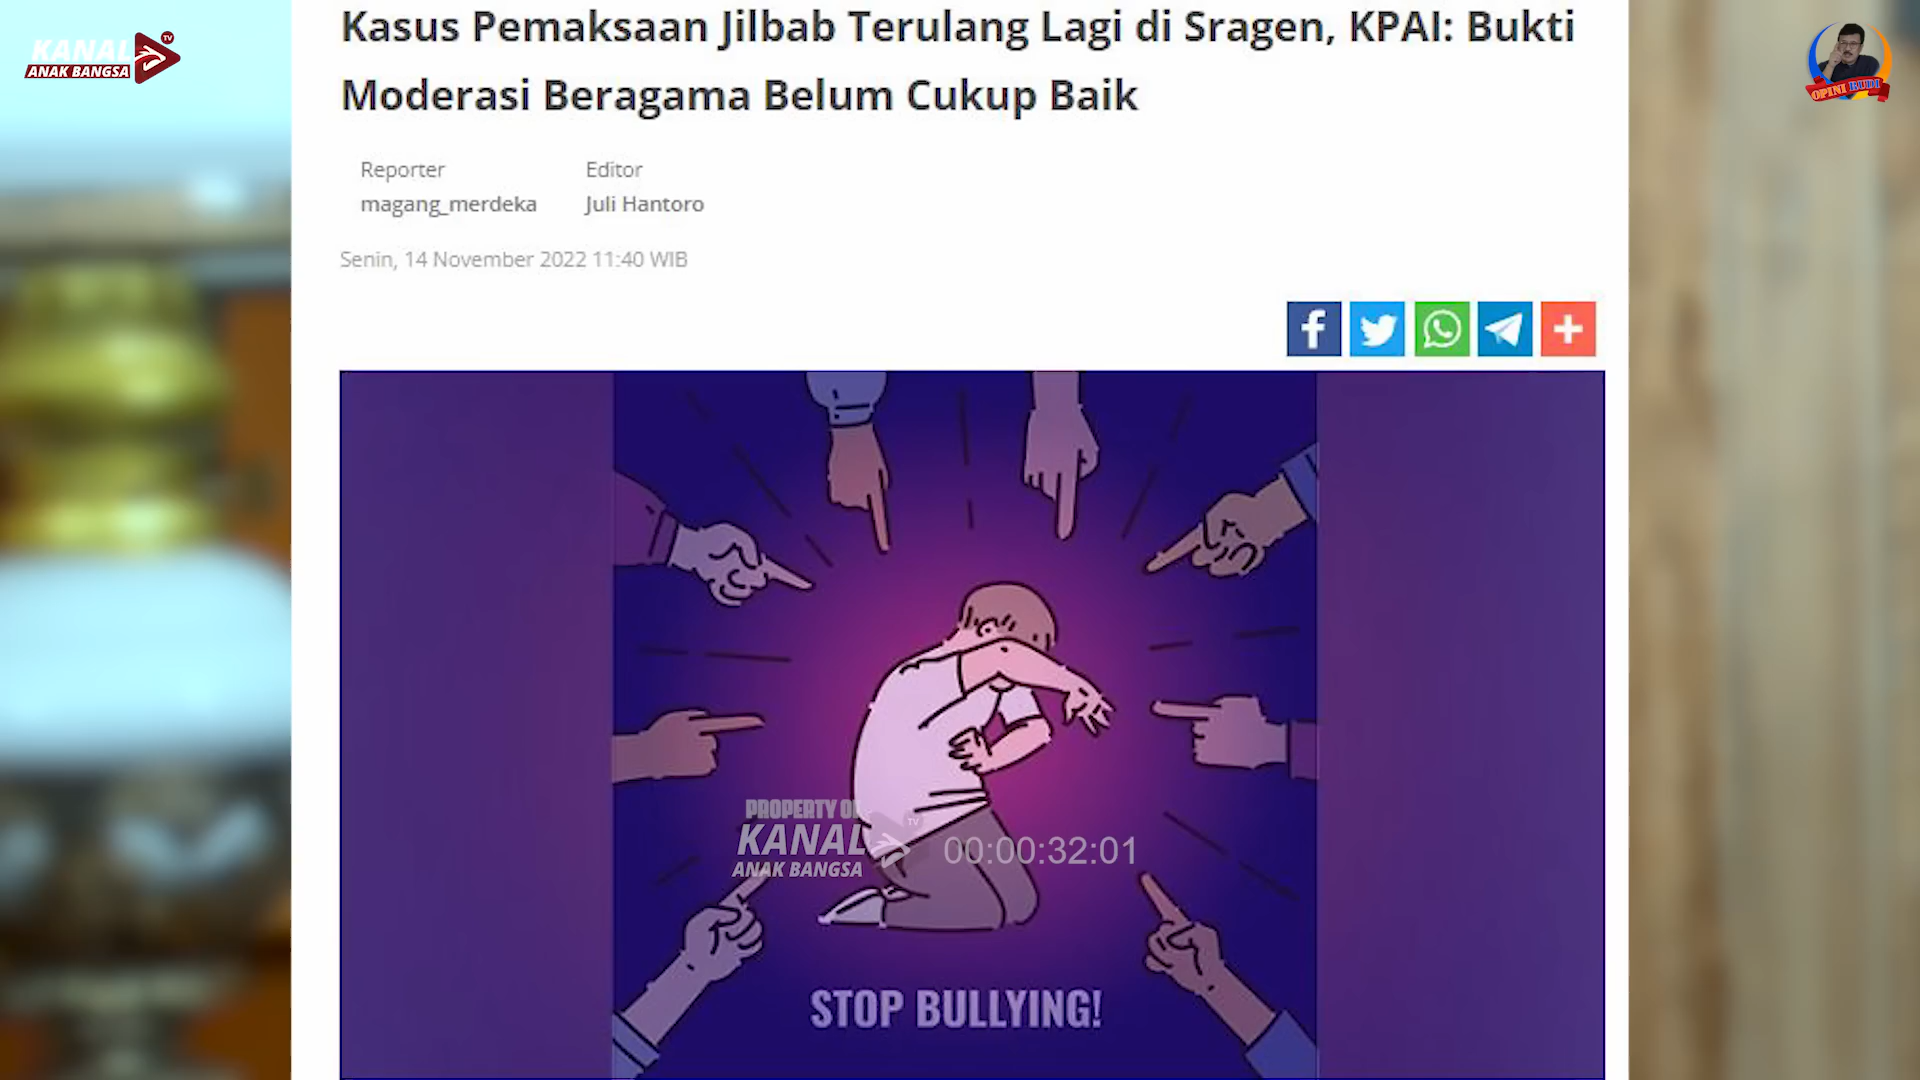 KANAL TV
ANAK BANGSA
OPINI BUDI
Kasus Pemaksaan Jilbab Terulang Lagi di Sragen, KPAI: Bukti
Moderasi Beragama Belum Cukup Baik
Reporter Editor
magang_merdeka Juli Hantoro
Senin, 14 November 2022 11:40 WIB
PROPERTY OF
KANAL TV
ANAK BANGSA
00:00:32:01
STOP BULLYING!